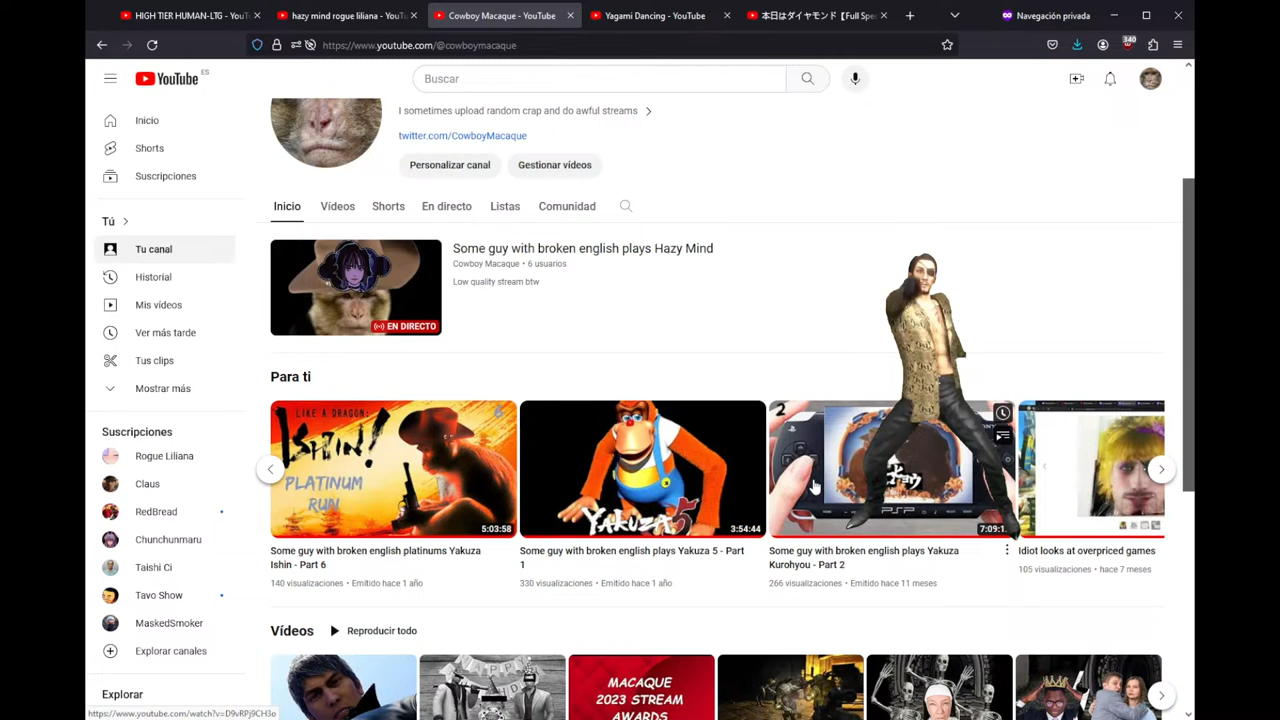 HIGH TIER HUMAN-LTG - YouT
hazy mind rogue liliana - YouT
Cowboy Macaque - YouTube
Yagami Dancing - YouTube
本日はダイヤモンド【Full Spe
Navegación privada
https://www.youtube.com/@cowboymacaque
340
YouTube ES
Buscar
I sometimes upload random crap and do awful streams
twitter.com/CowboyMacaque
Personalizar canal
Gestionar vídeos
Inicio
Shorts
Suscripciones
Tú
Tu canal
Historial
Mis vídeos
Ver más tarde
Tus clips
Mostrar más
Suscripciones
Rogue Liliana
Claus
RedBread
Chunchunmaru
Taishi Ci
Tavo Show
MaskedSmoker
Explorar canales
Explorar
https://www.youtube.com/watch?v=D9vRPj9CH3o
Inicio
Vídeos
Shorts
En directo
Listas
Comunidad
EN DIRECTO
Some guy with broken english plays Hazy Mind
Cowboy Macaque • 6 usuarios
Low quality stream btw
Para ti
LIKE A DRAGON:
ISHIN!
PLATINUM
RUN
6
5:03:58
Some guy with broken english platinums Yakuza
Ishin - Part 6
140 visualizaciones • Emitido hace 1 año
YAKUZA 5
3:54:44
Some guy with broken english plays Yakuza 5 - Part
1
330 visualizaciones • Emitido hace 1 año
2
PSP
7:09:1
Some guy with broken english plays Yakuza
Kurohyou - Part 2
266 visualizaciones • Emitido hace 11 meses
Idiot looks at overpriced games
105 visualizaciones • hace 7 meses
Vídeos
Reproducir todo
MACAQUE
2023 STREAM
AWARDS